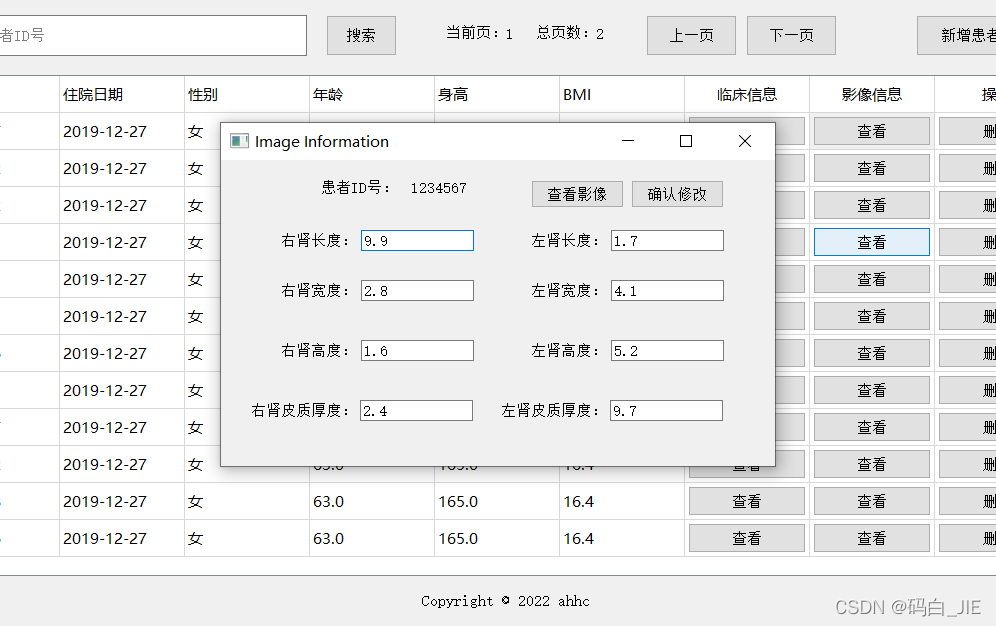 者ID号 搜索 当前页：1 总页数：2 上一页 下一页 新增患者
住院日期 性别 年龄 身高 BMI 临床信息 影像信息 操
2019-12-27 女 查看 删
2019-12-27 女 查看 删
2019-12-27 女 查看 删
2019-12-27 女 查看 删
2019-12-27 女 查看 删
2019-12-27 女 查看 删
2019-12-27 女 查看 删
2019-12-27 女 查看 删
2019-12-27 女 查看 删
2019-12-27 女 63.0 165.0 16.4 查看 查看 删
2019-12-27 女 63.0 165.0 16.4 查看 查看 删
2019-12-27 女 63.0 165.0 16.4 查看 查看 删
Image Information
患者ID号： 1234567 查看影像 确认修改
右肾长度： 9.9 左肾长度： 1.7
右肾宽度： 2.8 左肾宽度： 4.1
右肾高度： 1.6 左肾高度： 5.2
右肾皮质厚度： 2.4 左肾皮质厚度： 9.7
Copyright © 2022 ahhc
CSDN @码白_JIE